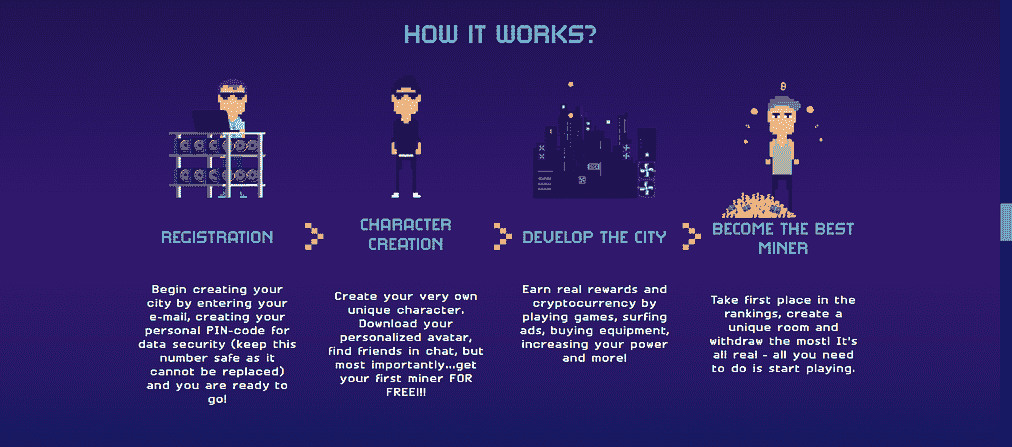 HOW IT WORKS?
REGISTRATION
Begin creating your
city by entering your
e-mail, creating your
personal PIN-code for
data security (keep this
number safe as it
cannot be replaced)
and you are ready to
go!
CHARACTER
CREATION
Create your very own
unique character.
Download your
personalized avatar,
find friends in chat, but
most importantly...get
your first miner FOR
FREE!!!
DEVELOP THE CITY
Earn real rewards and
cryptocurrency by
playing games, surfing
ads, buying equipment,
increasing your power
and more!
BECOME THE BEST
MINER
Take first place in the
rankings, create a
unique room and
withdraw the most! It's
all real - all you need
to do is start playing.